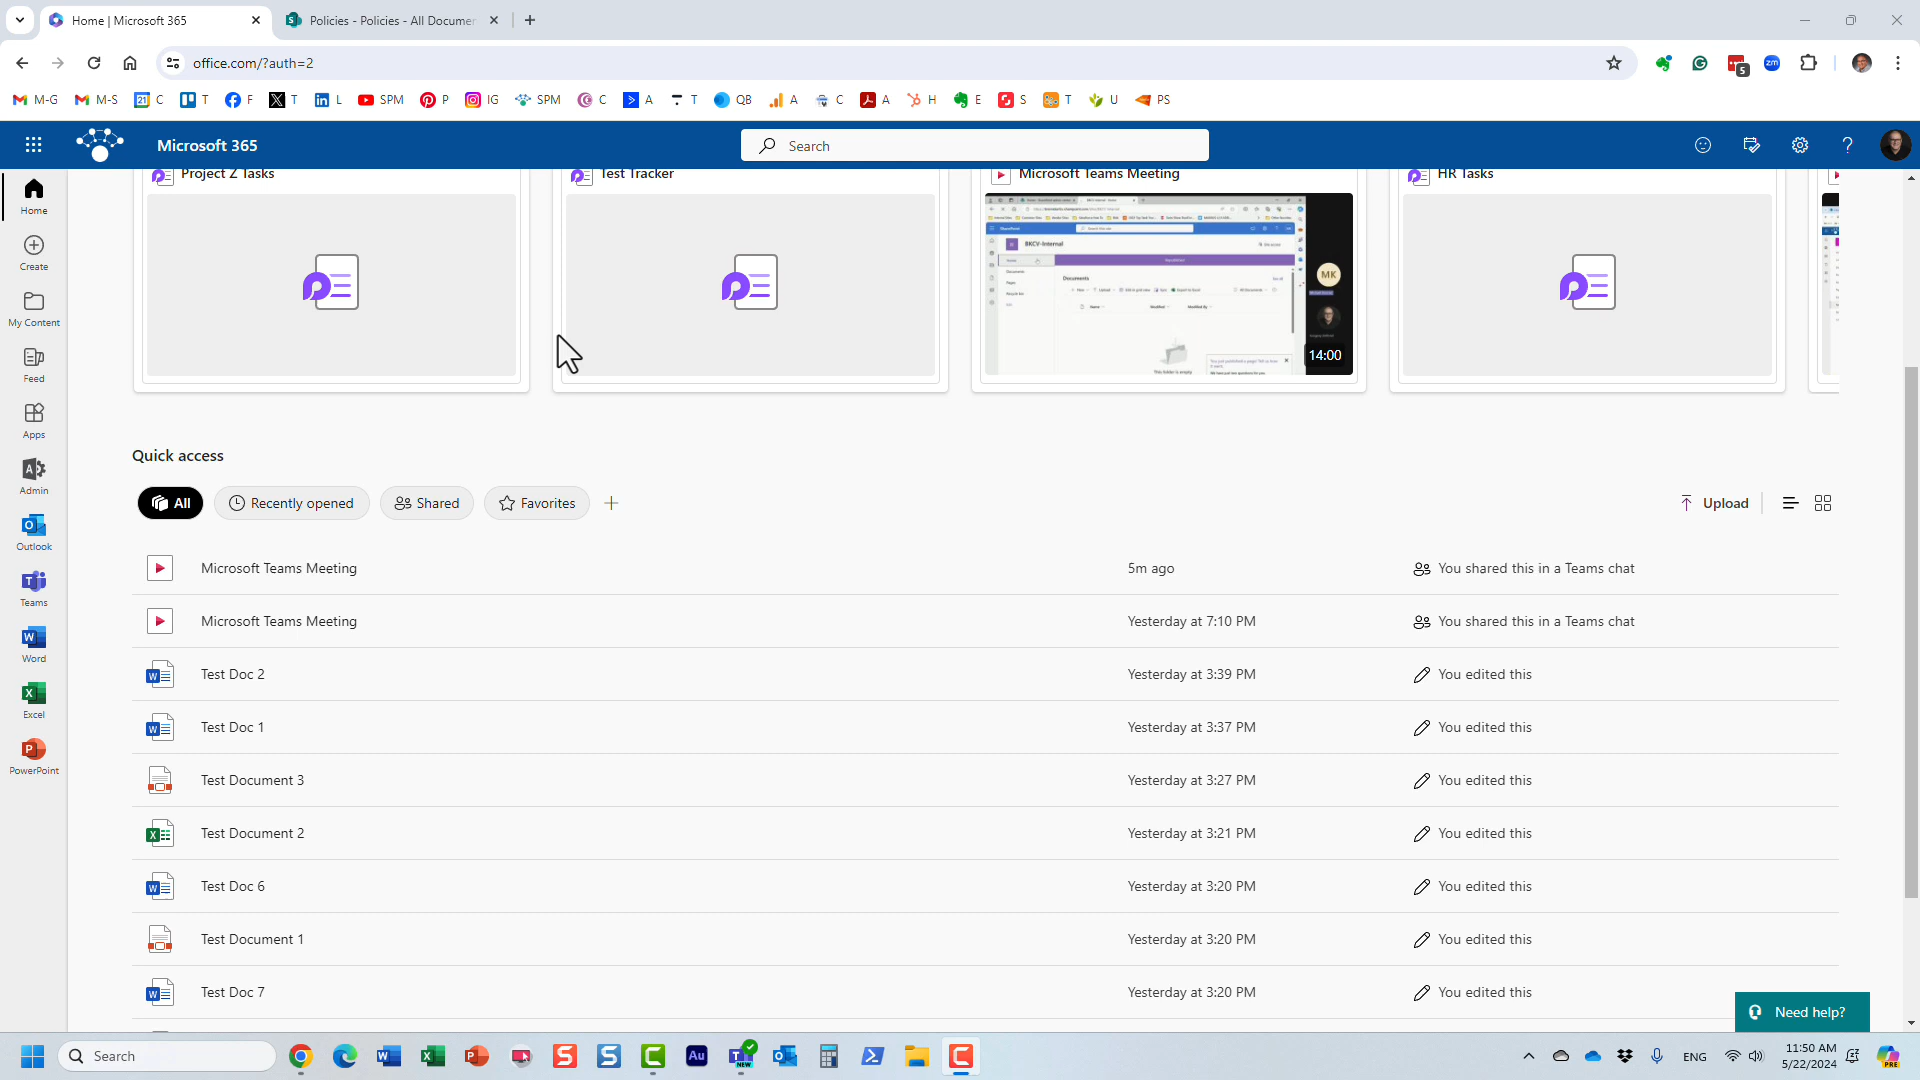 Home | Microsoft 365
Policies - Policies - All Documen
office.com/?auth=2
M-G
M-S
C
T
F
T
L
SPM
P
IG
SPM
C
A
T
QB
A
C
A
H
E
S
T
U
PS
Microsoft 365
Search
Home
Create
My Content
Feed
Apps
Admin
Outlook
Teams
Word
Excel
PowerPoint
Project Z Tasks
Test Tracker
Microsoft Teams Meeting
HR Tasks
BKCV-Internal
Documents
MK
14:00
Quick access
All
Recently opened
Shared
Favorites
Upload
Microsoft Teams Meeting 5m ago You shared this in a Teams chat
Microsoft Teams Meeting Yesterday at 7:10 PM You shared this in a Teams chat
Test Doc 2 Yesterday at 3:39 PM You edited this
Test Doc 1 Yesterday at 3:37 PM You edited this
Test Document 3 Yesterday at 3:27 PM You edited this
Test Document 2 Yesterday at 3:21 PM You edited this
Test Doc 6 Yesterday at 3:20 PM You edited this
Test Document 1 Yesterday at 3:20 PM You edited this
Test Doc 7 Yesterday at 3:20 PM You edited this
Need help?
Search
ENG
11:50 AM
5/22/2024